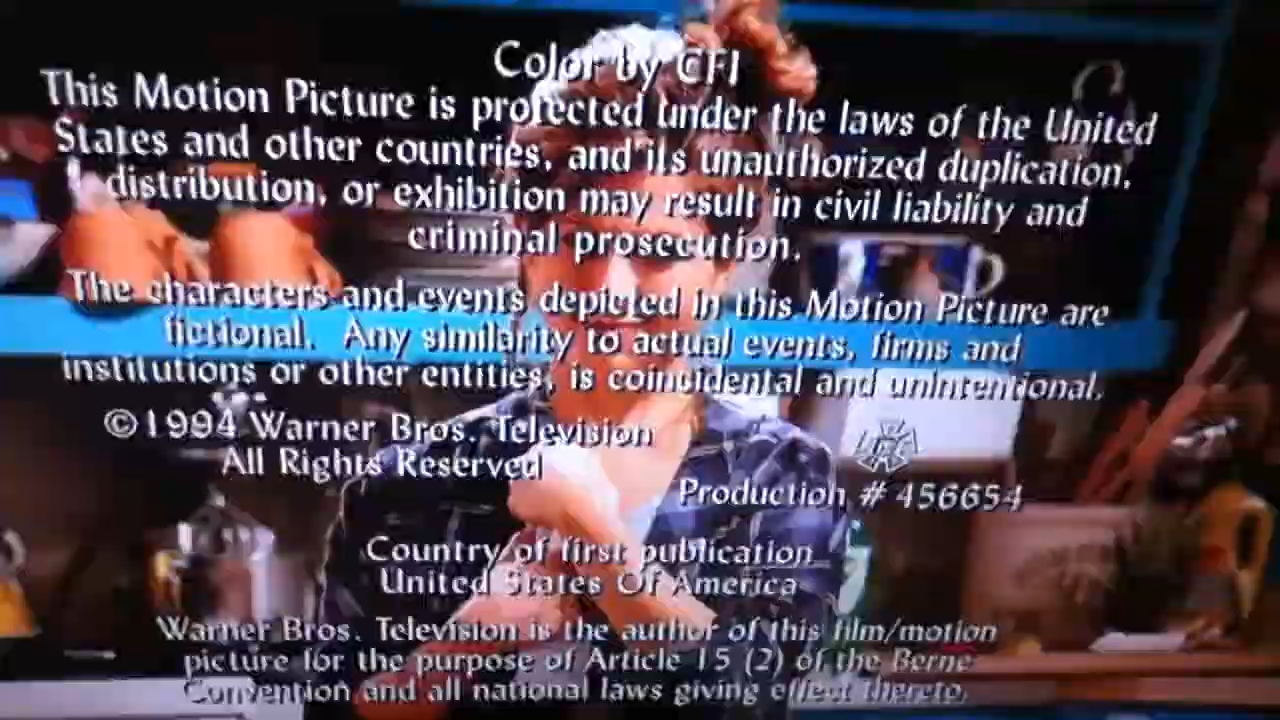 Color by CFI
This Motion Picture is protected under the laws of the United
States and other countries, and its unauthorized duplication,
distribution, or exhibition may result in civil liability and
criminal prosecution.
The characters and events depicted in this Motion Picture are
fictional. Any similarity to actual events, firms and
institutions or other entities, is coincidental and unintentional.
©1994 Warner Bros. Television
All Rights Reserved
Production # 456654
Country of first publication
United States Of America
Warner Bros. Television is the author of this film/motion
picture for the purpose of Article 15 (2) of the Berne
Convention and all national laws giving effect thereto.